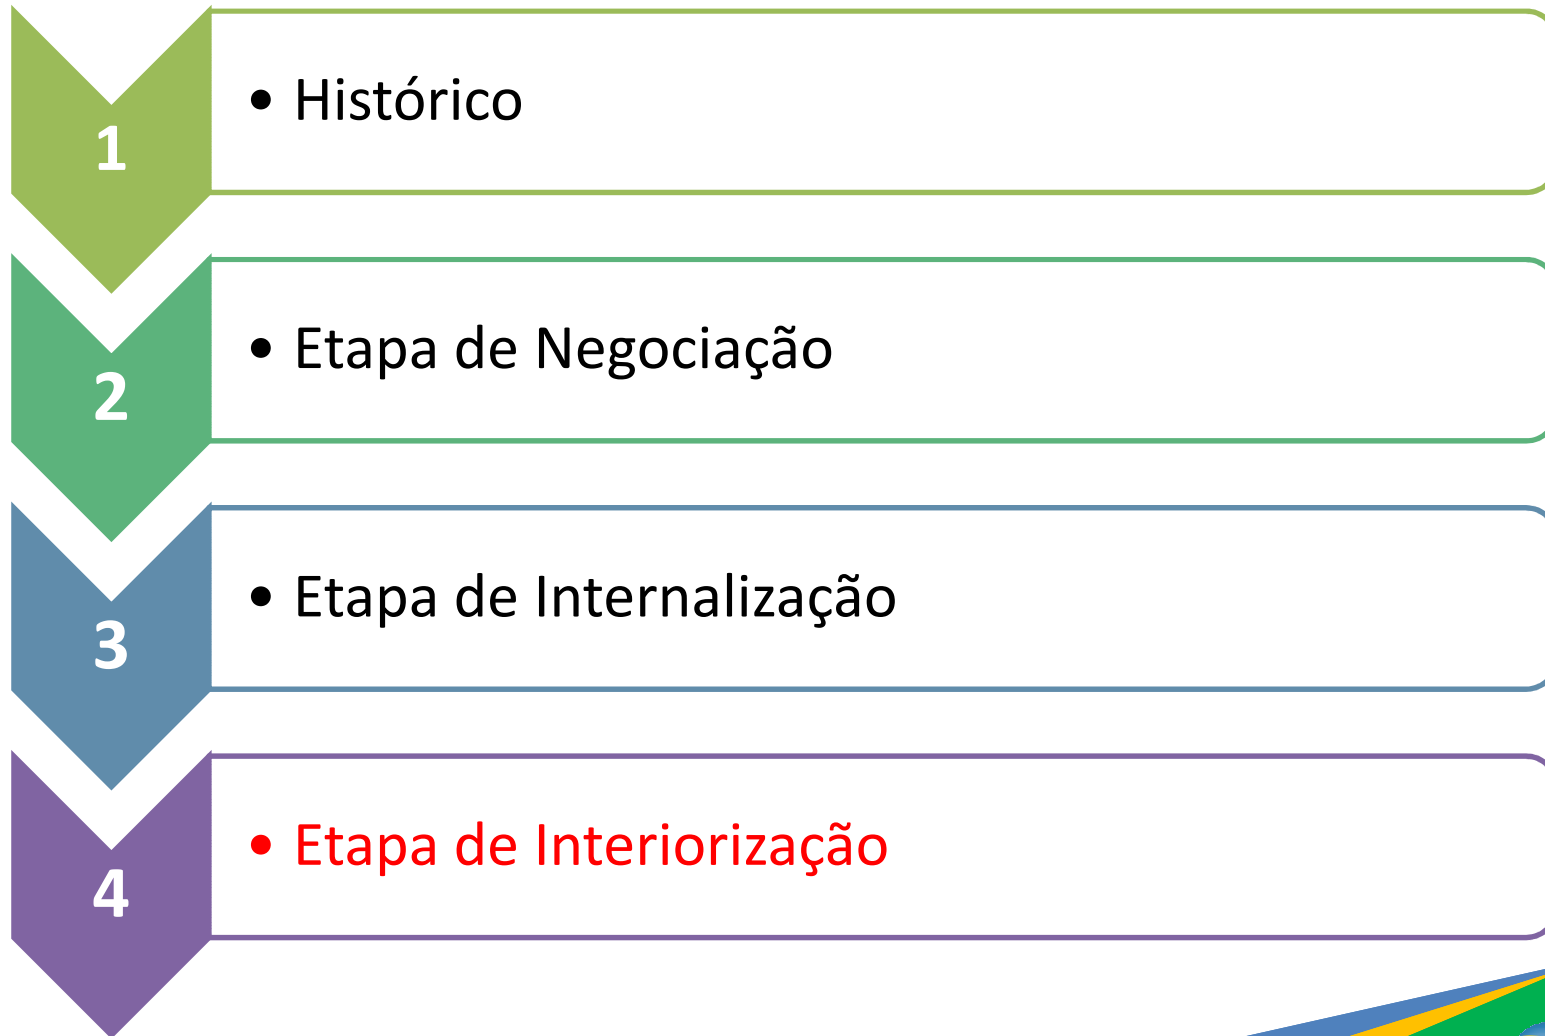 1
• Histórico
2
• Etapa de Negociação
3
• Etapa de Internalização
4
• Etapa de Interiorização